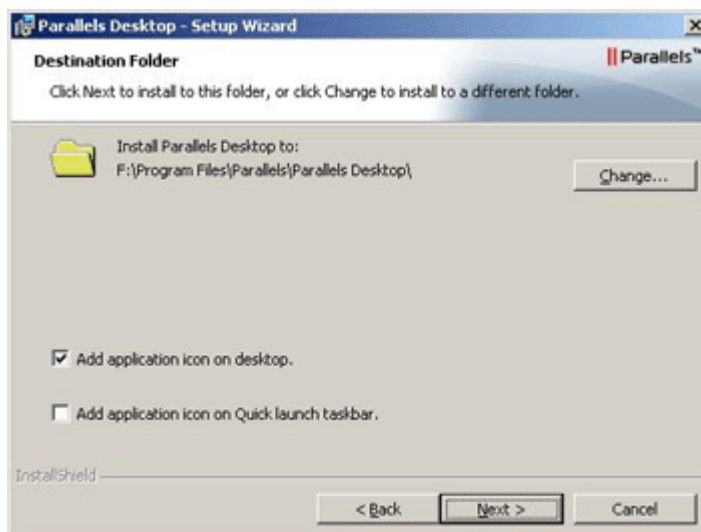 Parallels Desktop - Setup Wizard
Destination Folder
Parallels™
Click Next to install to this folder, or click Change to install to a different folder.
Install Parallels Desktop to:
F:\Program Files\Parallels\Parallels Desktop\
Change...
Add application icon on desktop.
Add application icon on Quick launch taskbar.
InstallShield
< Back
Next >
Cancel